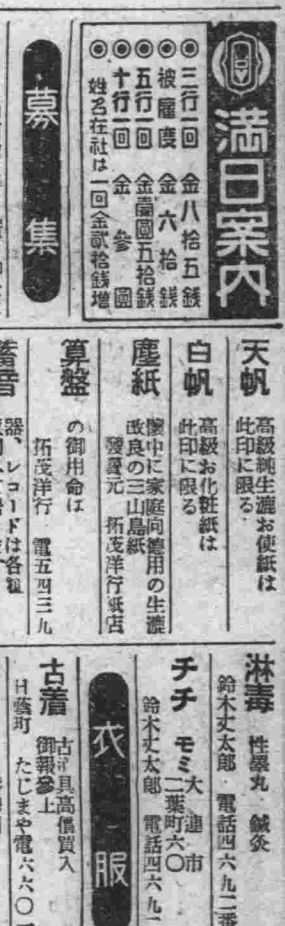 満日案内
◎三行一回 金八拾五銭
◎被雇度 金六拾銭
◎五行一回 金壹圓五拾銭
◎十行一回 金參圓
姓名在社は一回金貳拾銭増
募集
天帆
高級純生漉お使紙は
此印に限る
白帆
高級お化粧紙は
此印に限る
塵紙
懐中に家庭向徳用の生漉
改良の三山島紙
發賣元 拓茂洋行紙店
算盤
の御用命は
拓茂洋行 電五四三九
蓄音
器、レコードは各種
淋毒
性睾丸 鍼灸
鈴木丈太郎 電話四六九二番
チチモミ
大連市
二葉町六〇
鈴木丈太郎 電話四六九二
衣服
古着
古道具高價買入
御報參上
たじまや電六六〇